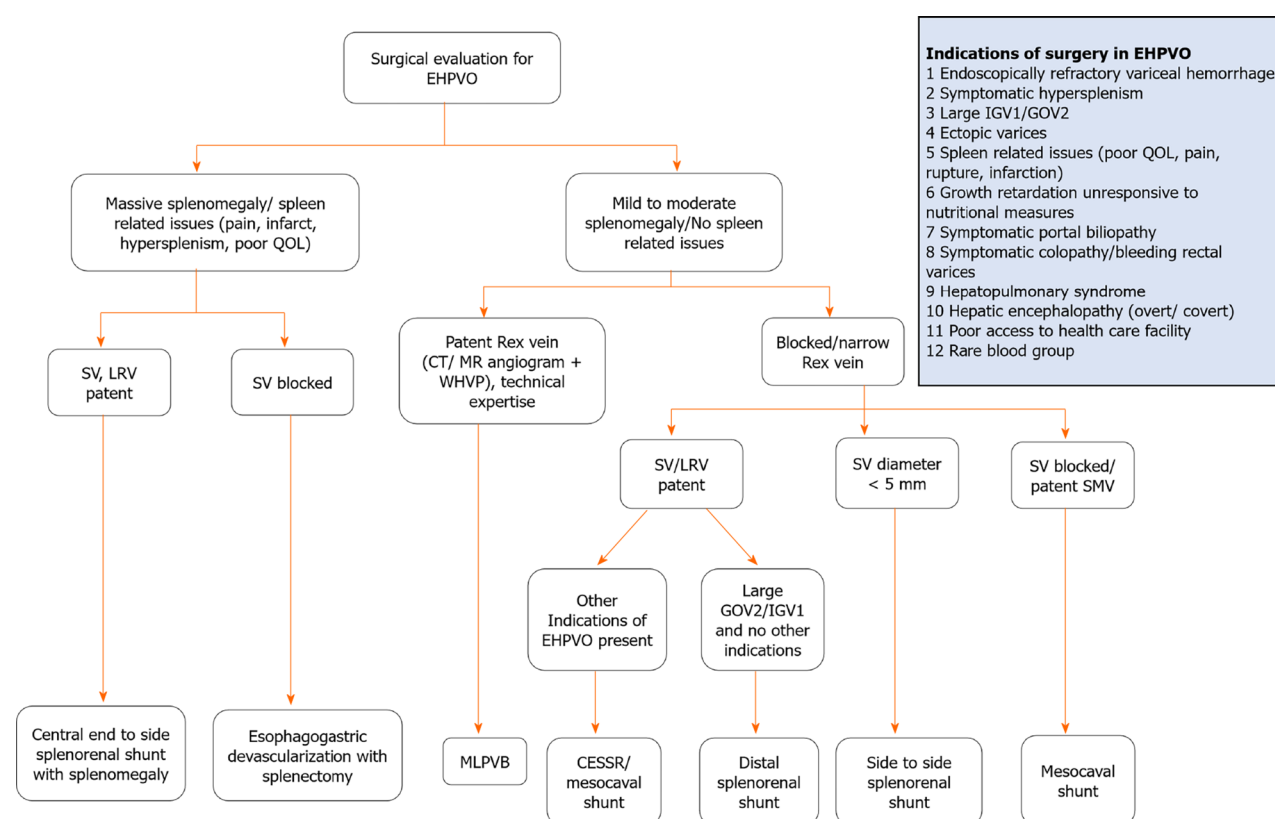 Surgical evaluation for
EHPVO
Indications of surgery in EHPVO
1 Endoscopically refractory variceal hemorrhage
2 Symptomatic hypersplenism
3 Large IGV1/GOV2
4 Ectopic varices
5 Spleen related issues (poor QOL, pain,
rupture, infarction)
6 Growth retardation unresponsive to
nutritional measures
7 Symptomatic portal biliopathy
8 Symptomatic colopathy/bleeding rectal
varices
9 Hepatopulmonary syndrome
10 Hepatic encephalopathy (overt/ covert)
11 Poor access to health care facility
12 Rare blood group
Massive splenomegaly/ spleen
related issues (pain, infarct,
hypersplenism, poor QOL)
Mild to moderate
splenomegaly/No spleen
related issues
SV, LRV
patent
SV blocked
Patent Rex vein
(CT/ MR angiogram +
WHVP), technical
expertise
Blocked/narrow
Rex vein
SV/LRV
patent
SV diameter
< 5 mm
SV blocked/
patent SMV
Other
Indications of
EHPVO present
Large
GOV2/IGV1
and no other
indications
Central end to side
splenorenal shunt
with splenomegaly
Esophagogastric
devascularization with
splenectomy
MLPVB
CESSR/
mesocaval
shunt
Distal
splenorenal
shunt
Side to side
splenorenal
shunt
Mesocaval
shunt